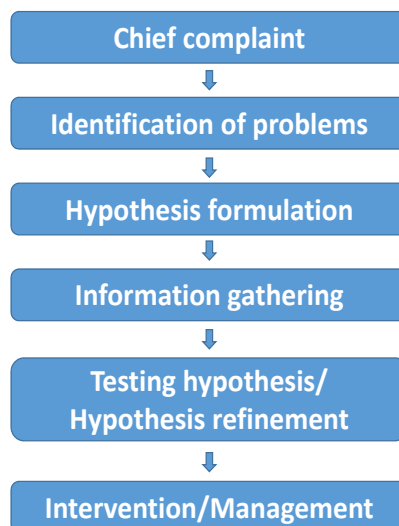 Chief complaint
Identification of problems
Hypothesis formulation
Information gathering
Testing hypothesis/
Hypothesis refinement
Intervention/Management